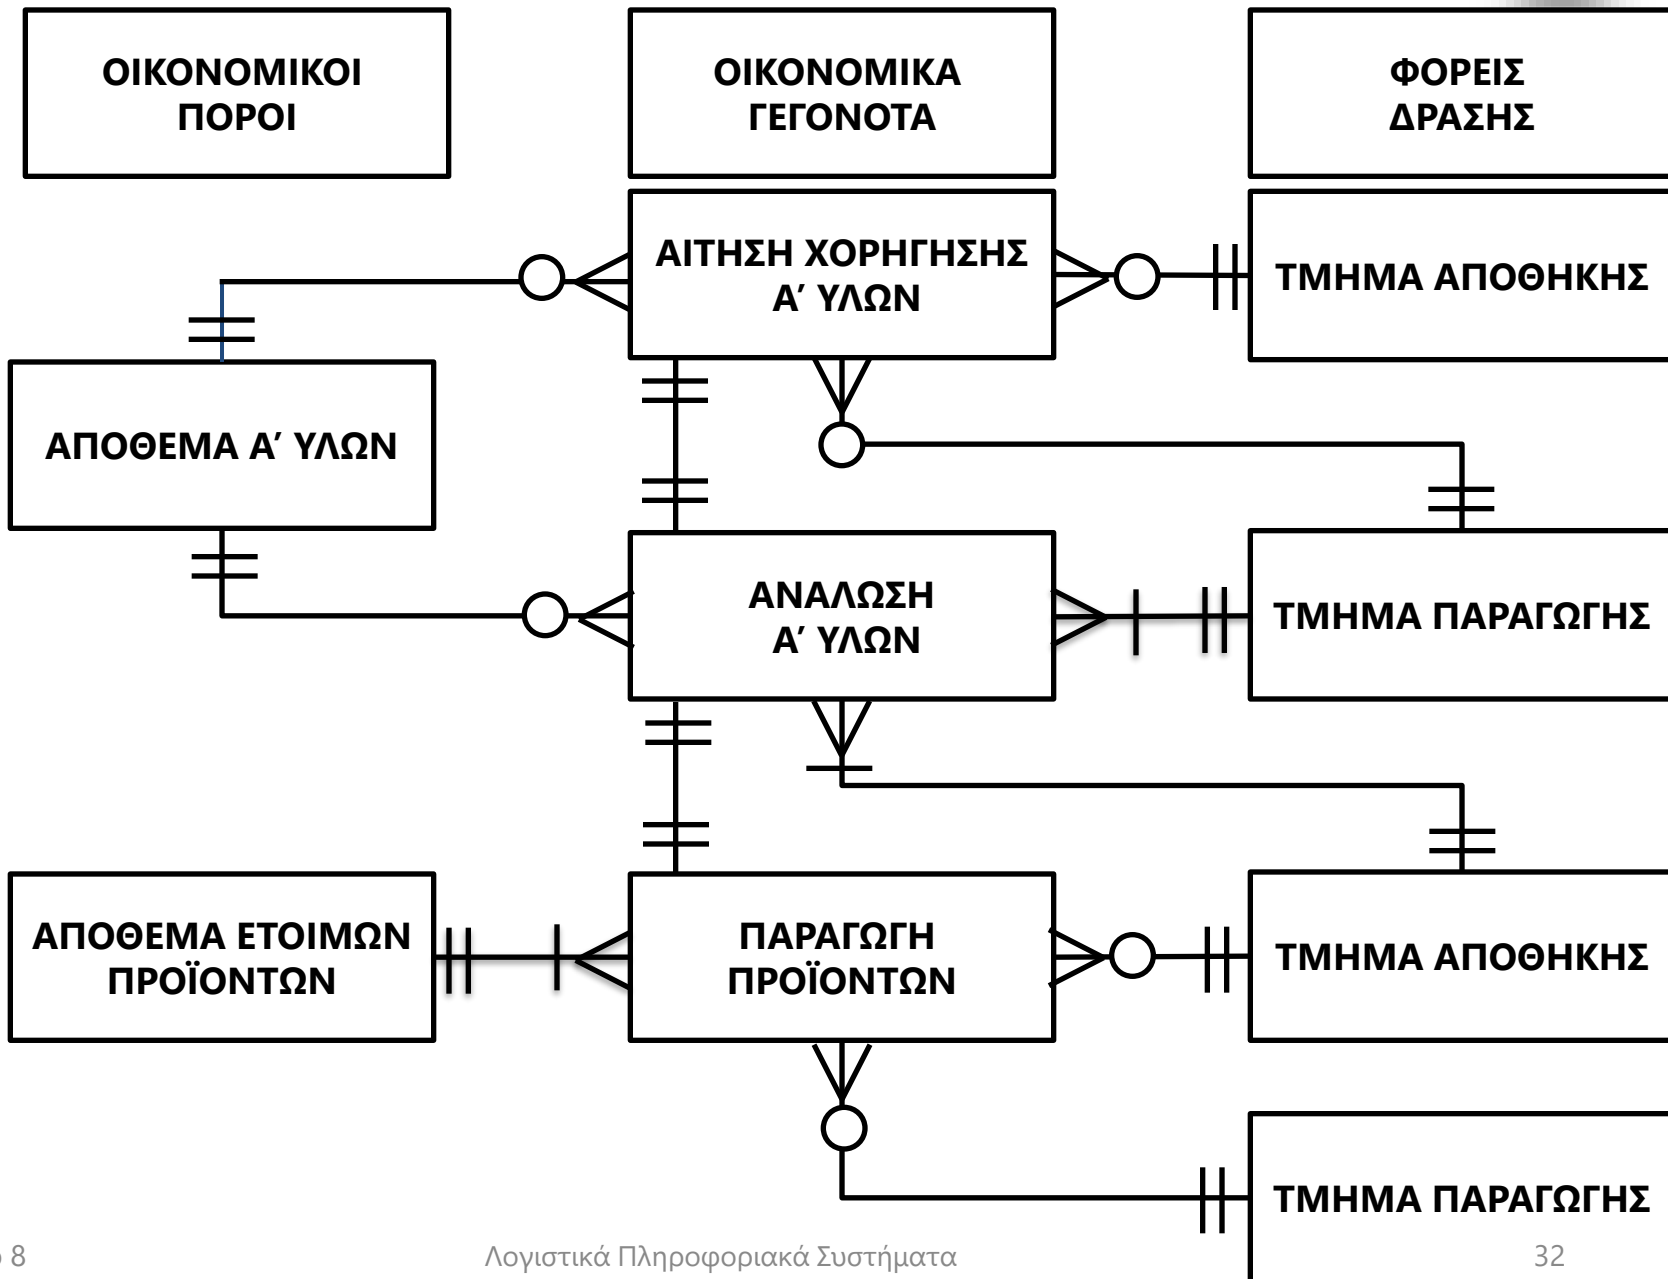 ΟΙΚΟΝΟΜΙΚΟΙ
ΠΟΡΟΙ
ΟΙΚΟΝΟΜΙΚΑ
ΓΕΓΟΝΟΤΑ
ΦΟΡΕΙΣ
ΔΡΑΣΗΣ
ΑΙΤΗΣΗ ΧΟΡΗΓΗΣΗΣ
Α’ ΥΛΩΝ
ΤΜΗΜΑ ΑΠΟΘΗΚΗΣ
ΑΠΟΘΕΜΑ Α’ ΥΛΩΝ
ΑΝΑΛΩΣΗ
Α’ ΥΛΩΝ
ΤΜΗΜΑ ΠΑΡΑΓΩΓΗΣ
ΑΠΟΘΕΜΑ ΕΤΟΙΜΩΝ
ΠΡΟΪΟΝΤΩΝ
ΠΑΡΑΓΩΓΗ
ΠΡΟΪΟΝΤΩΝ
ΤΜΗΜΑ ΑΠΟΘΗΚΗΣ
ΤΜΗΜΑ ΠΑΡΑΓΩΓΗΣ
8
Λογιστικά Πληροφοριακά Συστήματα
32